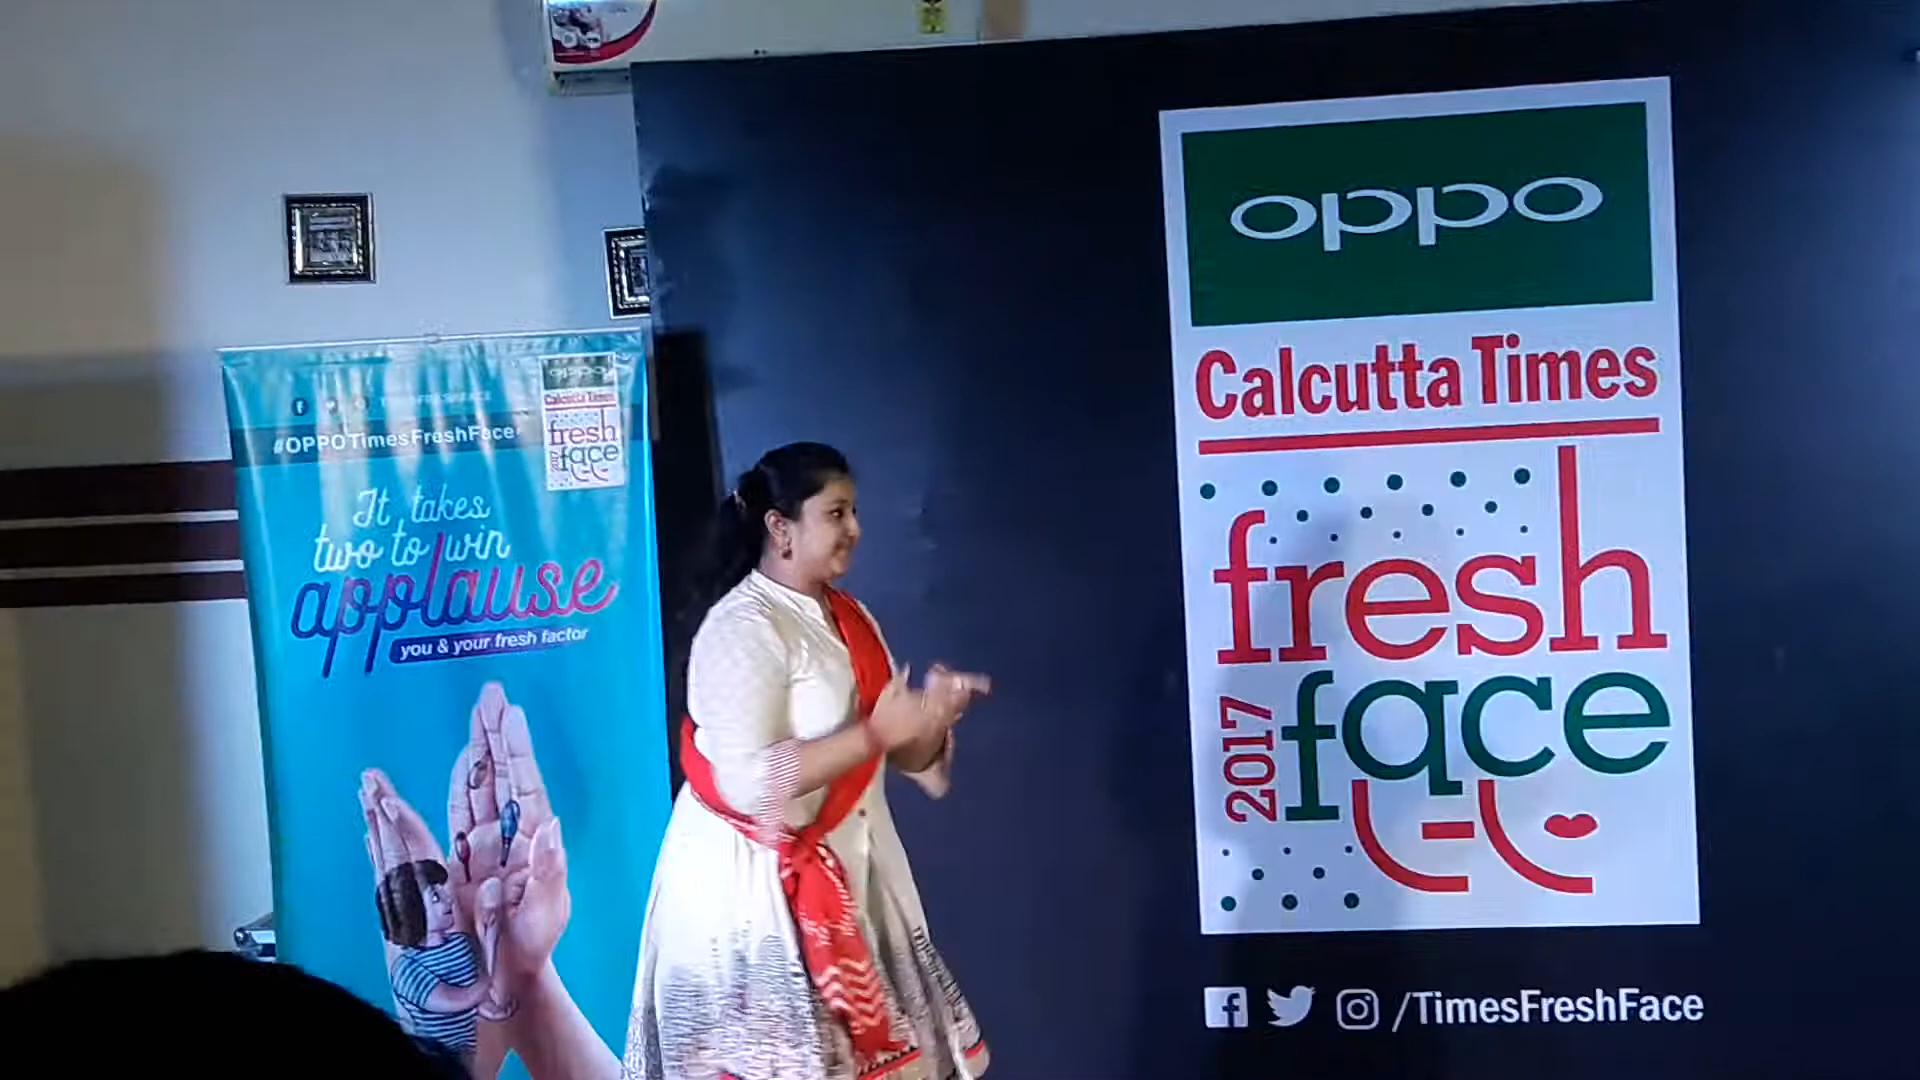 #OPPOTimesFreshFace
oppo
Calcutta Times
fresh
2017 face
It takes
two to win
applause
you & your fresh factor
oppo
Calcutta Times
fresh
2017 face
/TimesFreshFace